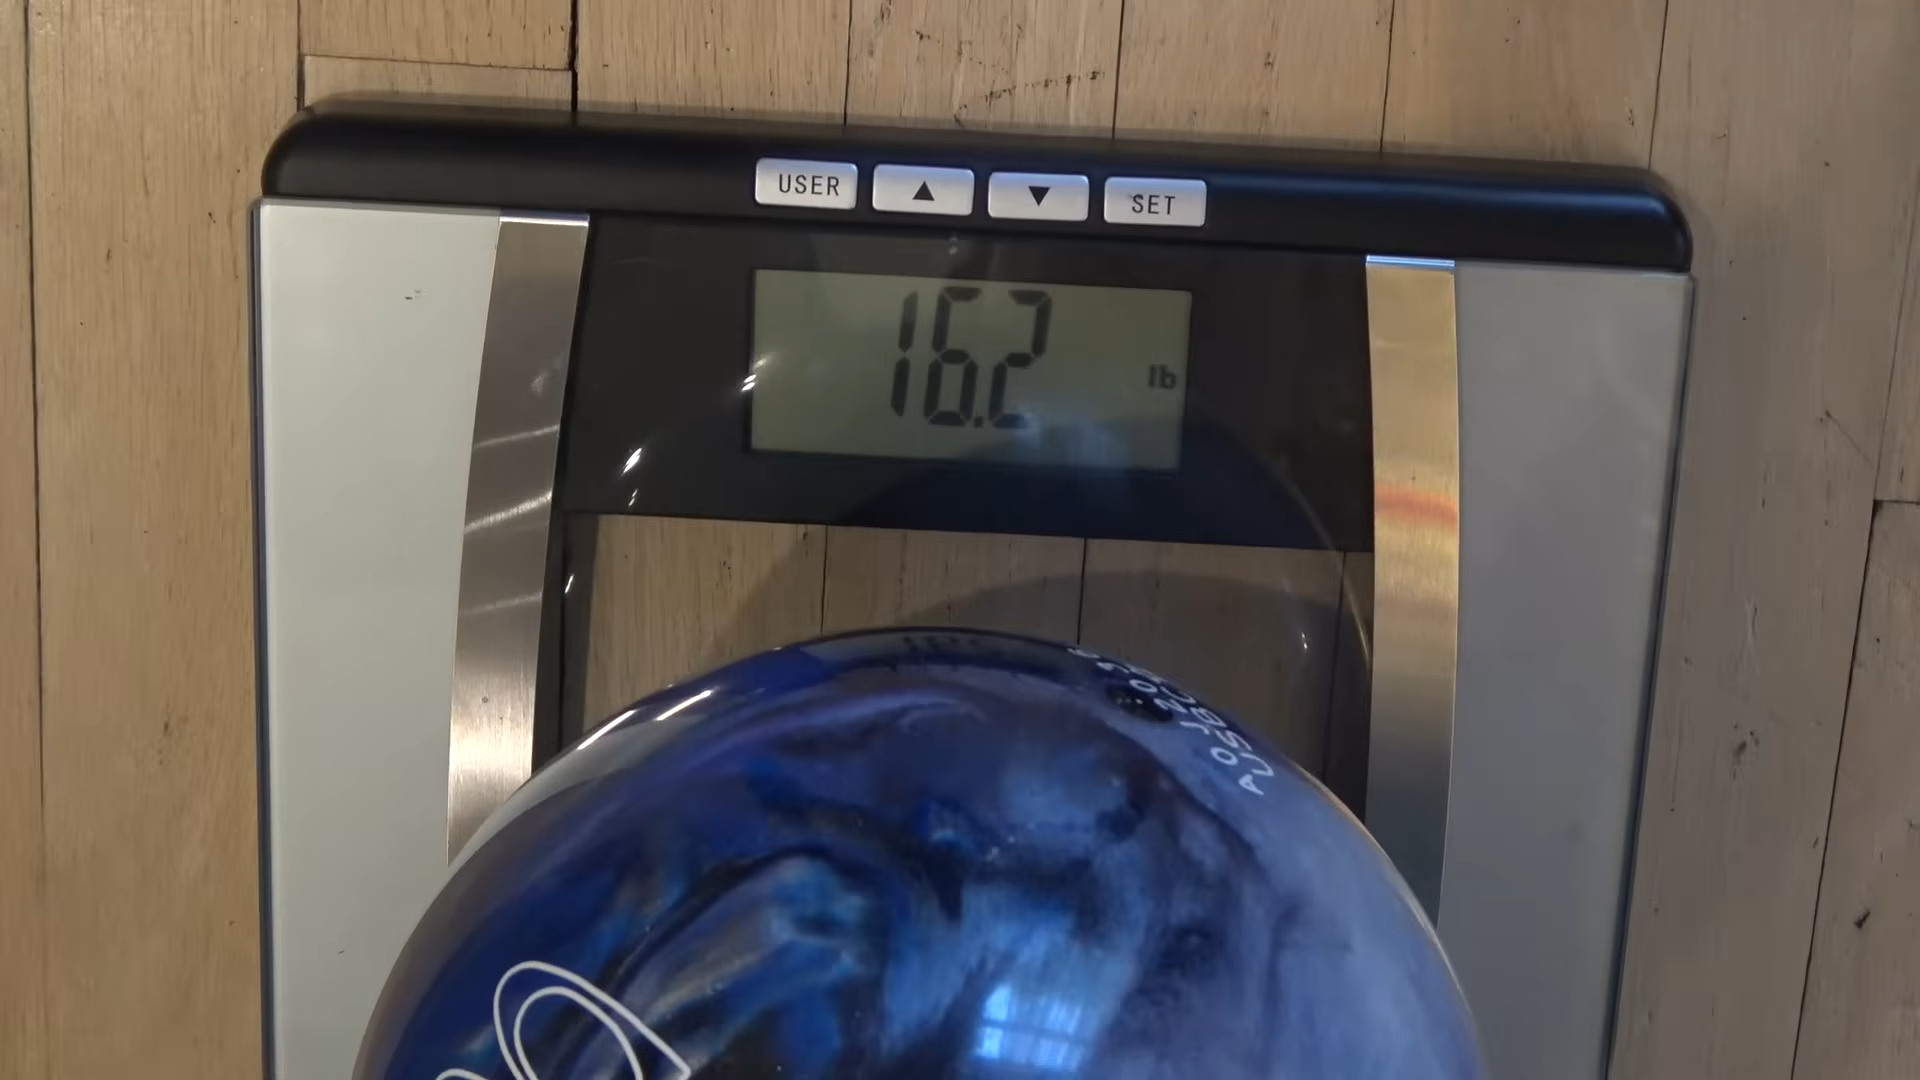 USER ▲ ▼ SET
16.2 lb